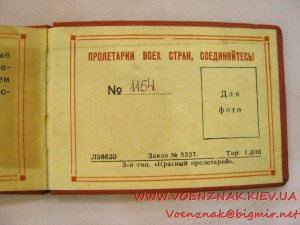 ПРОЛЕТАРИИ ВСЕХ СТРАН, СОЕДИНЯЙТЕСЬ!
№ 1154
Для
фото
Л98620 Заказ № 5327. Тир. 1.600
3-я тип. «Красный пролетарий».
WWW.VOENZNAK.KIEV.UA
Voenznak@bigmir.net